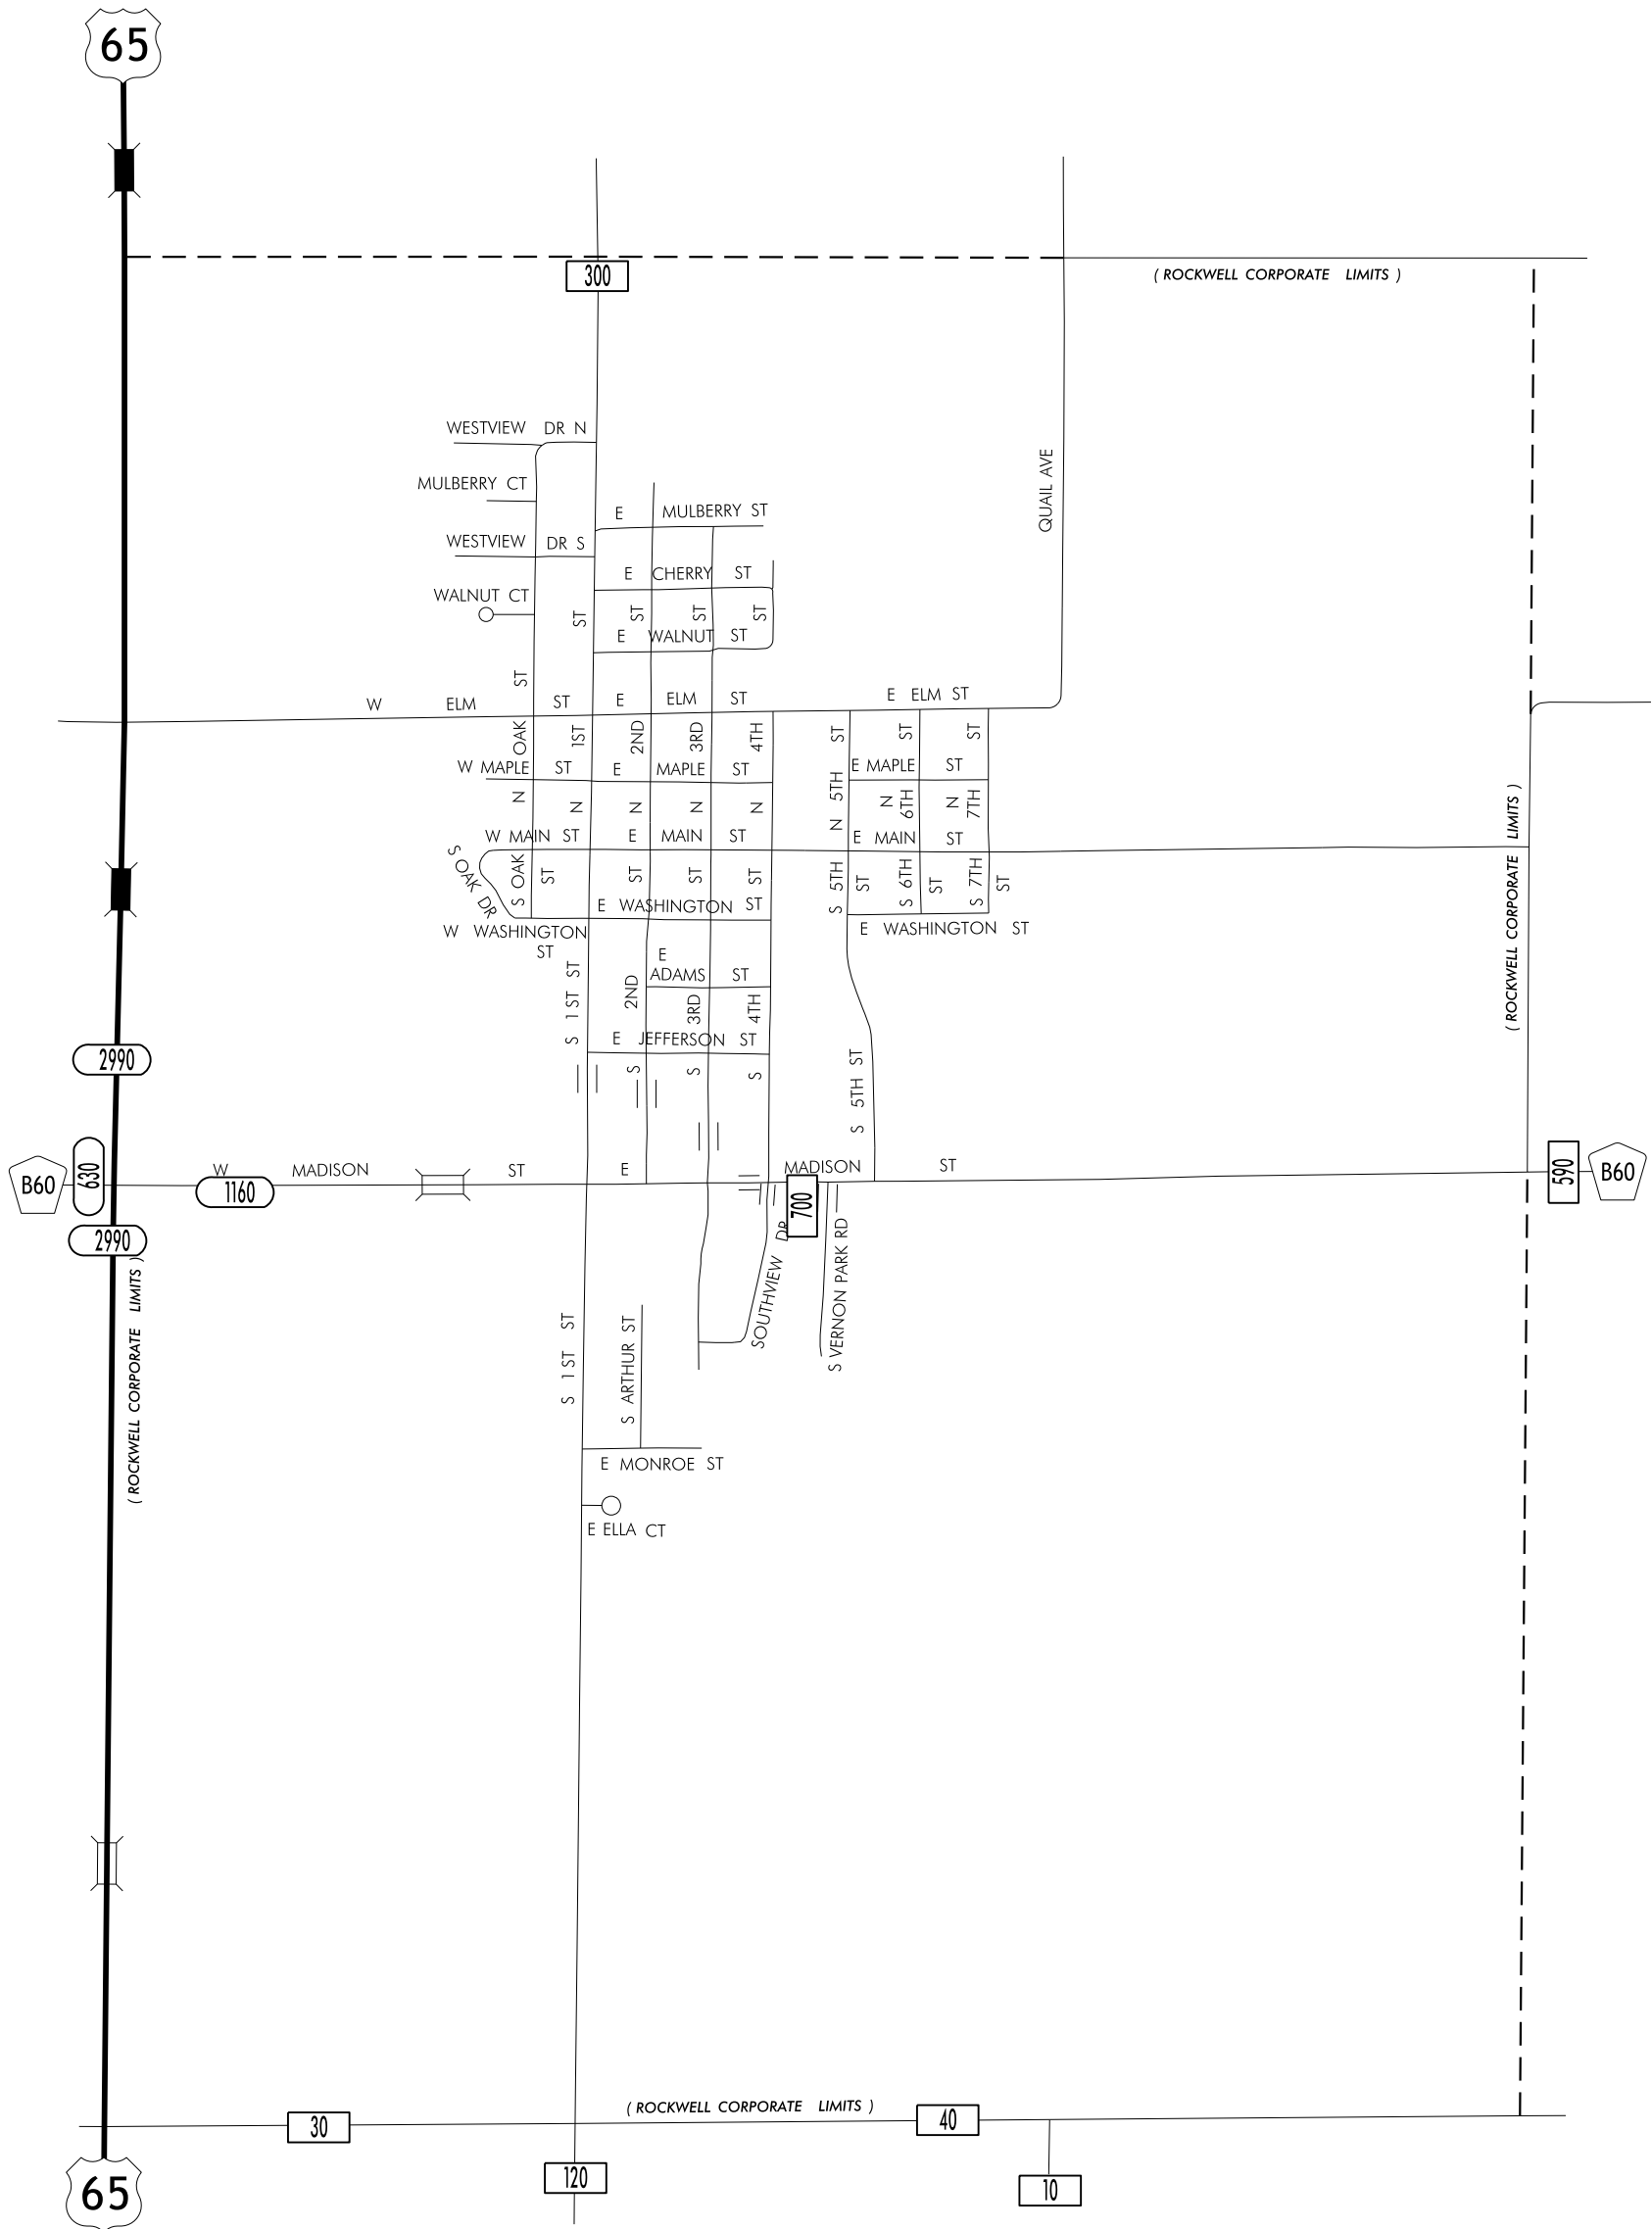 65
300
( ROCKWELL CORPORATE LIMITS )
WESTVIEW DR N
QUAIL AVE
MULBERRY CT
E MULBERRY ST
WESTVIEW DR S
E CHERRY ST
WALNUT CT
ST ST ST ST
E WALNUT ST
ST
W ELM ST E ELM ST E ELM ST
OAK 1ST 2ND 3RD 4TH ST ST ST
W MAPLE ST E MAPLE ST E MAPLE ST
N N N N N N 5TH N 6TH N 7TH
( ROCKWELL CORPORATE LIMITS )
W MAIN ST E MAIN ST E MAIN ST
S OAK DR
S OAK ST ST ST ST S 5TH ST S 6TH ST S 7TH ST
E WASHINGTON ST
W WASHINGTON
ST
E WASHINGTON ST
E
ADAMS ST
S 1ST ST 2ND 3RD 4TH
E JEFFERSON ST
2990
S S S S 5TH ST
B60 630 W MADISON ST E MADISON ST 590 B60
1160
700
2990
( ROCKWELL CORPORATE LIMITS )
SOUTHVIEW DR
S VERNON PARK RD
S 1ST ST
S ARTHUR ST
E MONROE ST
E ELLA CT
( ROCKWELL CORPORATE LIMITS )
30
40
120
10
65